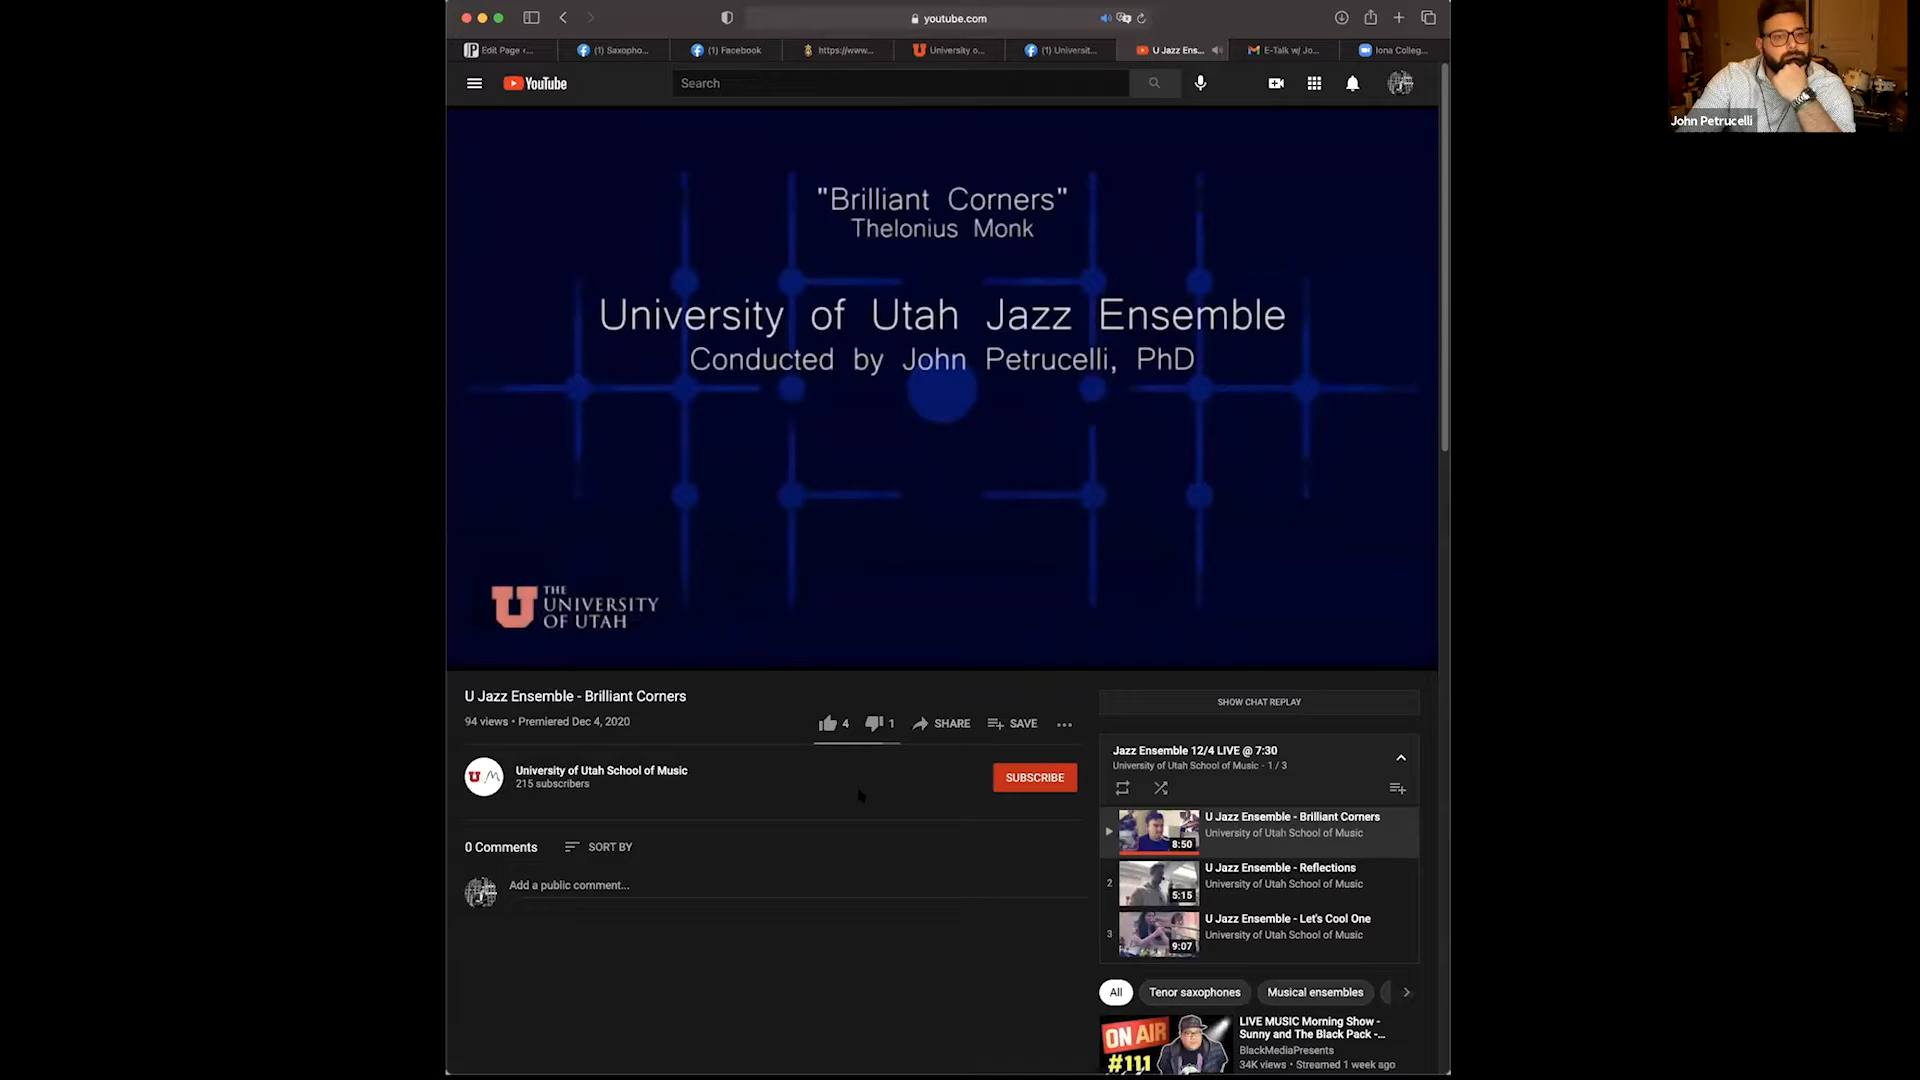 youtube.com
Edit Page ‹...
(1) Saxopho...
(1) Facebook
https://www...
University o...
(1) Universit...
U Jazz Ens...
E-Talk w/ Jo...
Iona Colleg...
YouTube
Search
"Brilliant Corners"
Thelonius Monk
University of Utah Jazz Ensemble
Conducted by John Petrucelli, PhD
THE
UNIVERSITY
OF UTAH
U Jazz Ensemble - Brilliant Corners
94 views • Premiered Dec 4, 2020
4
1
SHARE
SAVE
University of Utah School of Music
215 subscribers
SUBSCRIBE
0 Comments
SORT BY
Add a public comment...
SHOW CHAT REPLAY
Jazz Ensemble 12/4 LIVE @ 7:30
University of Utah School of Music - 1 / 3
8:50
U Jazz Ensemble - Brilliant Corners
University of Utah School of Music
2
5:15
U Jazz Ensemble - Reflections
University of Utah School of Music
3
9:07
U Jazz Ensemble - Let's Cool One
University of Utah School of Music
All
Tenor saxophones
Musical ensembles
ON AIR
#111
LIVE MUSIC Morning Show -
Sunny and The Black Pack -...
BlackMediaPresents
34K views • Streamed 1 week ago
John Petrucelli